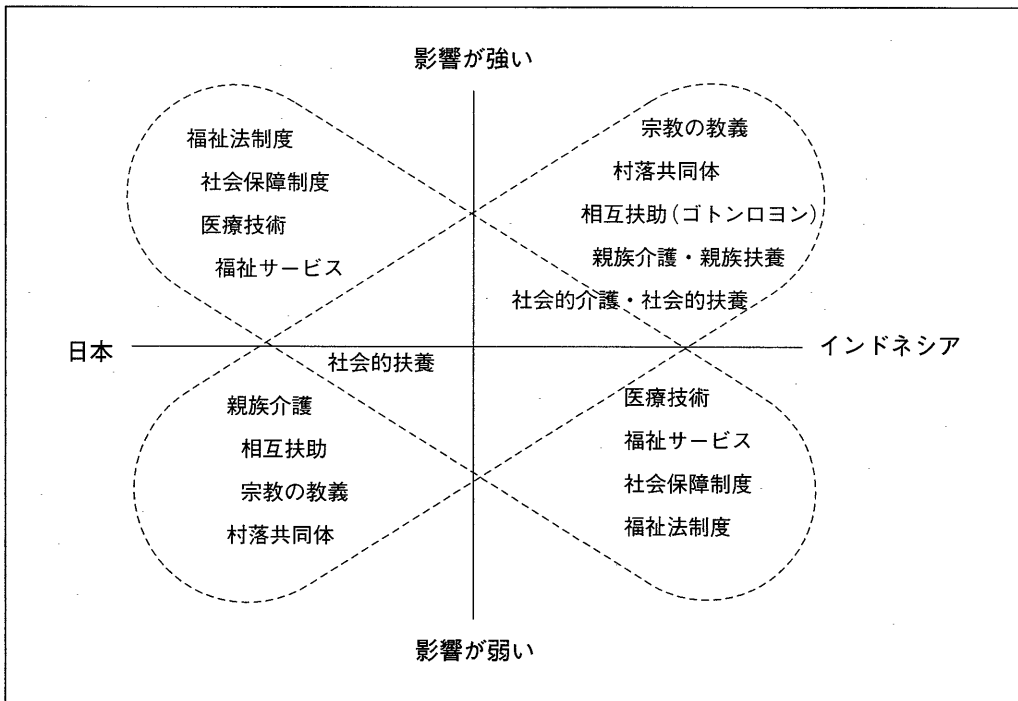 影響が強い
福祉法制度
社会保障制度
医療技術
福祉サービス
宗教の教義
村落共同体
相互扶助(ゴトンロヨン)
親族介護・親族扶養
社会的介護・社会的扶養
日本
インドネシア
社会的扶養
親族介護
相互扶助
宗教の教義
村落共同体
医療技術
福祉サービス
社会保障制度
福祉法制度
影響が弱い